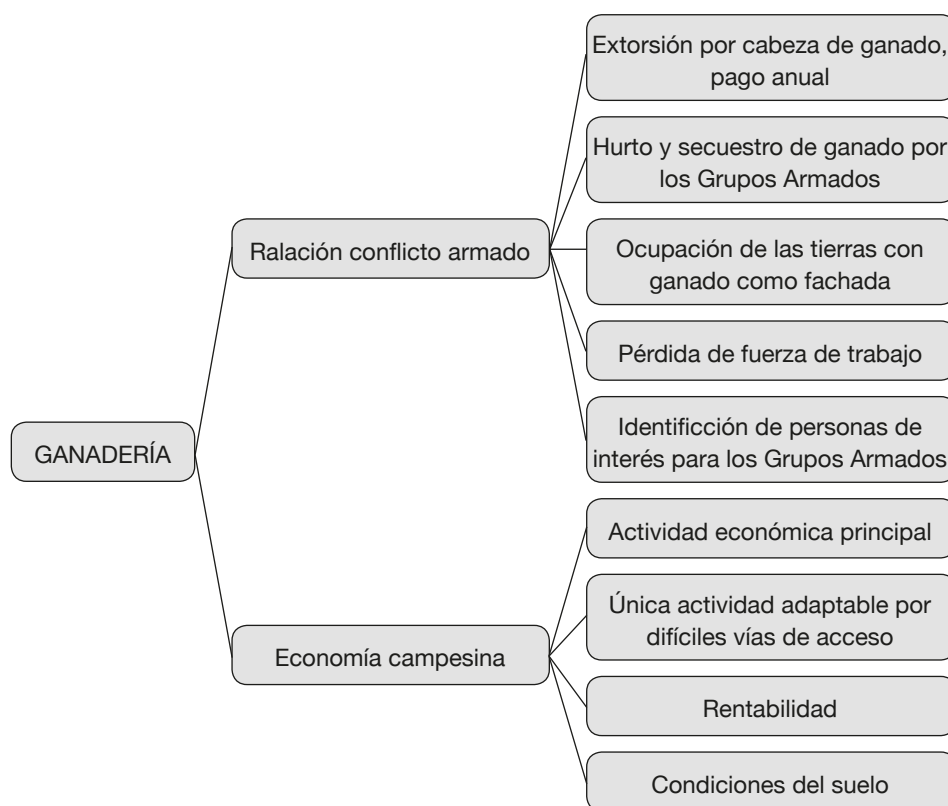 Extorsión por cabeza de ganado,
pago anual
Hurto y secuestro de ganado por
los Grupos Armados
Ralación conflicto armado
Ocupación de las tierras con
ganado como fachada
Pérdida de fuerza de trabajo
Identificción de personas de
interés para los Grupos Armados
GANADERÍA
Actividad económica principal
Única actividad adaptable por
difíciles vías de acceso
Economía campesina
Rentabilidad
Condiciones del suelo